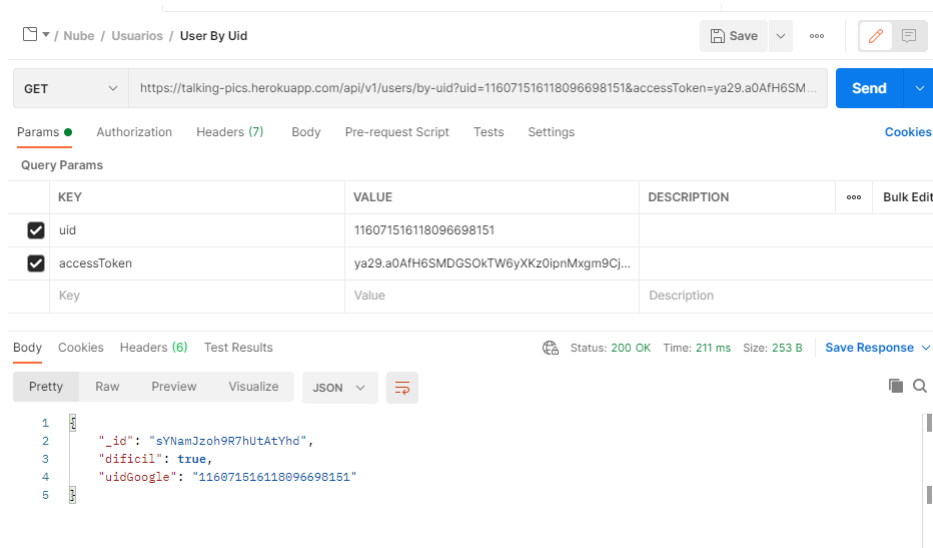 / Nube / Usuarios / User By Uid
Save
ooo
GET
https://talking-pics.herokuapp.com/api/v1/users/by-uid?uid=116071516118096698151&accessToken=ya29.a0AfH6SM...
Send
Params Authorization Headers (7) Body Pre-request Script Tests Settings Cookies
Query Params
KEY VALUE DESCRIPTION ooo Bulk Edit
uid 116071516118096698151
accessToken ya29.a0AfH6SMDGSOkTW6yXKz0ipnMxgm9Cj...
Key Value Description
Body Cookies Headers (6) Test Results Status: 200 OK Time: 211 ms Size: 253 B Save Response
Pretty Raw Preview Visualize JSON
1 {
2 "_id": "sYNamJzoh9R7hUtAtYhd",
3 "dificil": true,
4 "uidGoogle": "116071516118096698151"
5 }